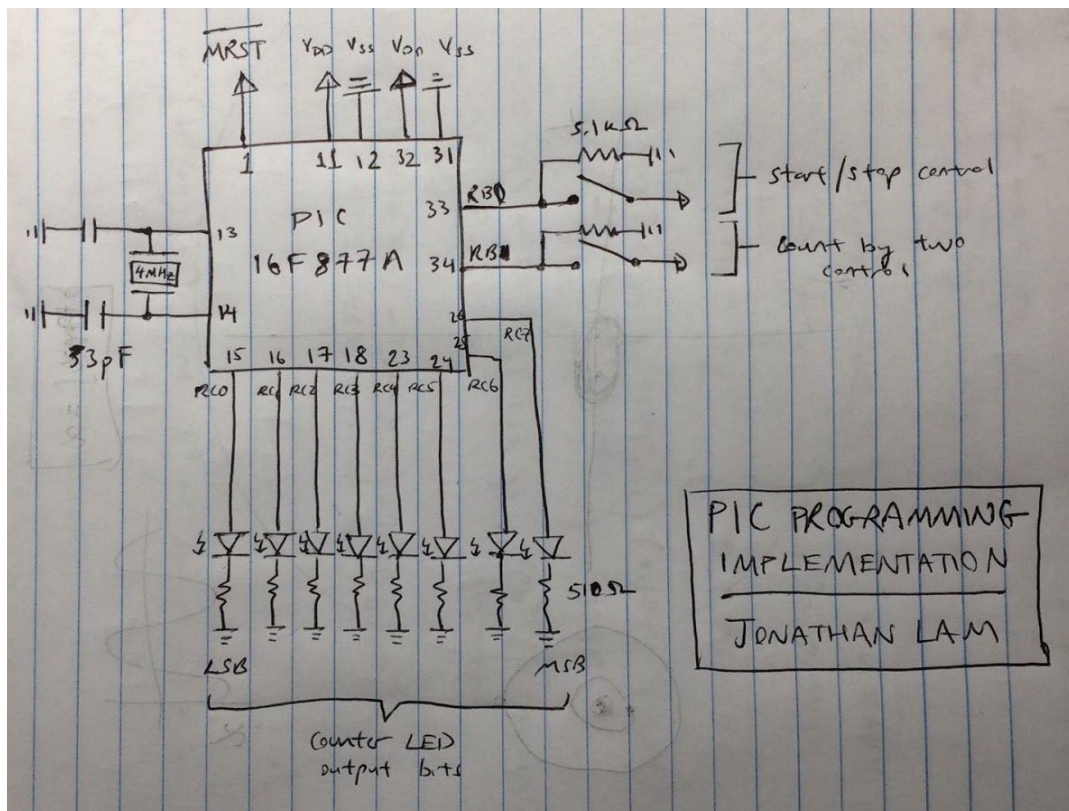 MRST VDD VSS VDD VSS
1 11 12 32 31
5.1KΩ
start/stop control
33 RB0
PIC
13
34 RB1
16F877A
count by two
control
4MHz
14
26 RC7
25
33pF
15 16 17 18 23 24
RC0 RC1 RC2 RC3 RC4 RC5 RC6
510Ω
LSB MSB
Counter LED
output bits
PIC PROGRAMMING
IMPLEMENTATION
JONATHAN LAM